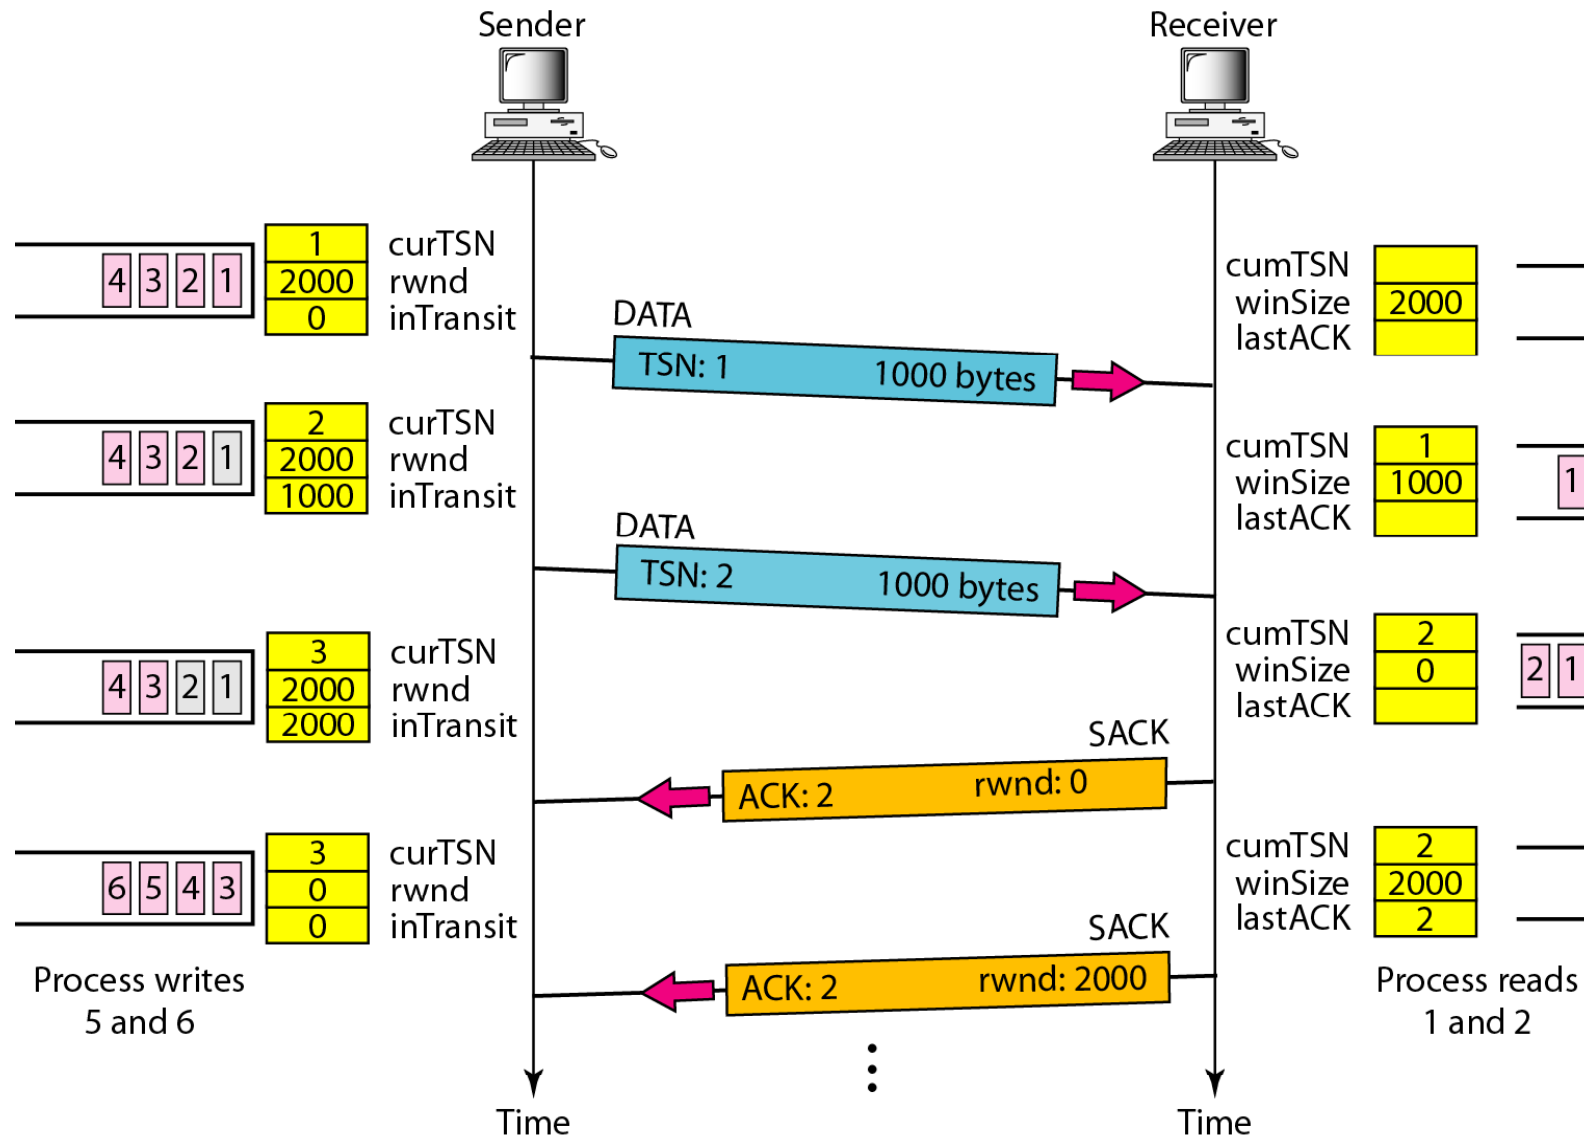 Sender
Receiver
4 3 2 1
1 curTSN
2000 rwnd
0 inTransit
cumTSN
winSize 2000
lastACK
DATA
TSN: 1 1000 bytes
4 3 2 1
2 curTSN
2000 rwnd
1000 inTransit
cumTSN 1
winSize 1000
lastACK
1
DATA
TSN: 2 1000 bytes
4 3 2 1
3 curTSN
2000 rwnd
2000 inTransit
cumTSN 2
winSize 0
lastACK
2 1
SACK
ACK: 2 rwnd: 0
6 5 4 3
3 curTSN
0 rwnd
0 inTransit
cumTSN 2
winSize 2000
lastACK 2
Process writes
5 and 6
SACK
ACK: 2 rwnd: 2000
Process reads
1 and 2
Time
Time